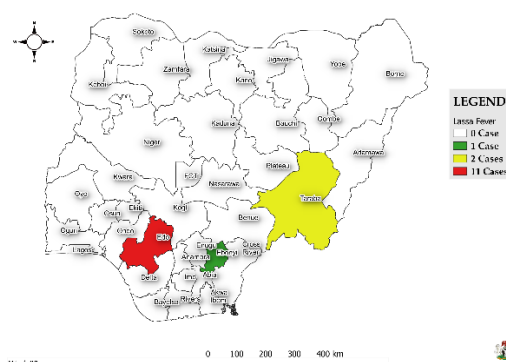 N
W E
S
Sokoto
Katsina
Jigawa
Yobe
Borno
Zamfara
Kano
Kebbi
Kaduna
Bauchi
Gombe
Adamawa
Niger
Plateau
Kwara
FCT
Nasarawa
Taraba
Oyo
Ekiti
Kogi
Benue
Osun
Ogun
Ondo
Edo
Lagos
Enugu
Ebonyi
Cross
River
Anambra
Delta
Imo
Abia
Bayelsa
Rivers
Akwa
Ibom
LEGEND
Lassa Fever
0 Case
1 Case
2 Cases
11 Cases
0 100 200 300 400 km